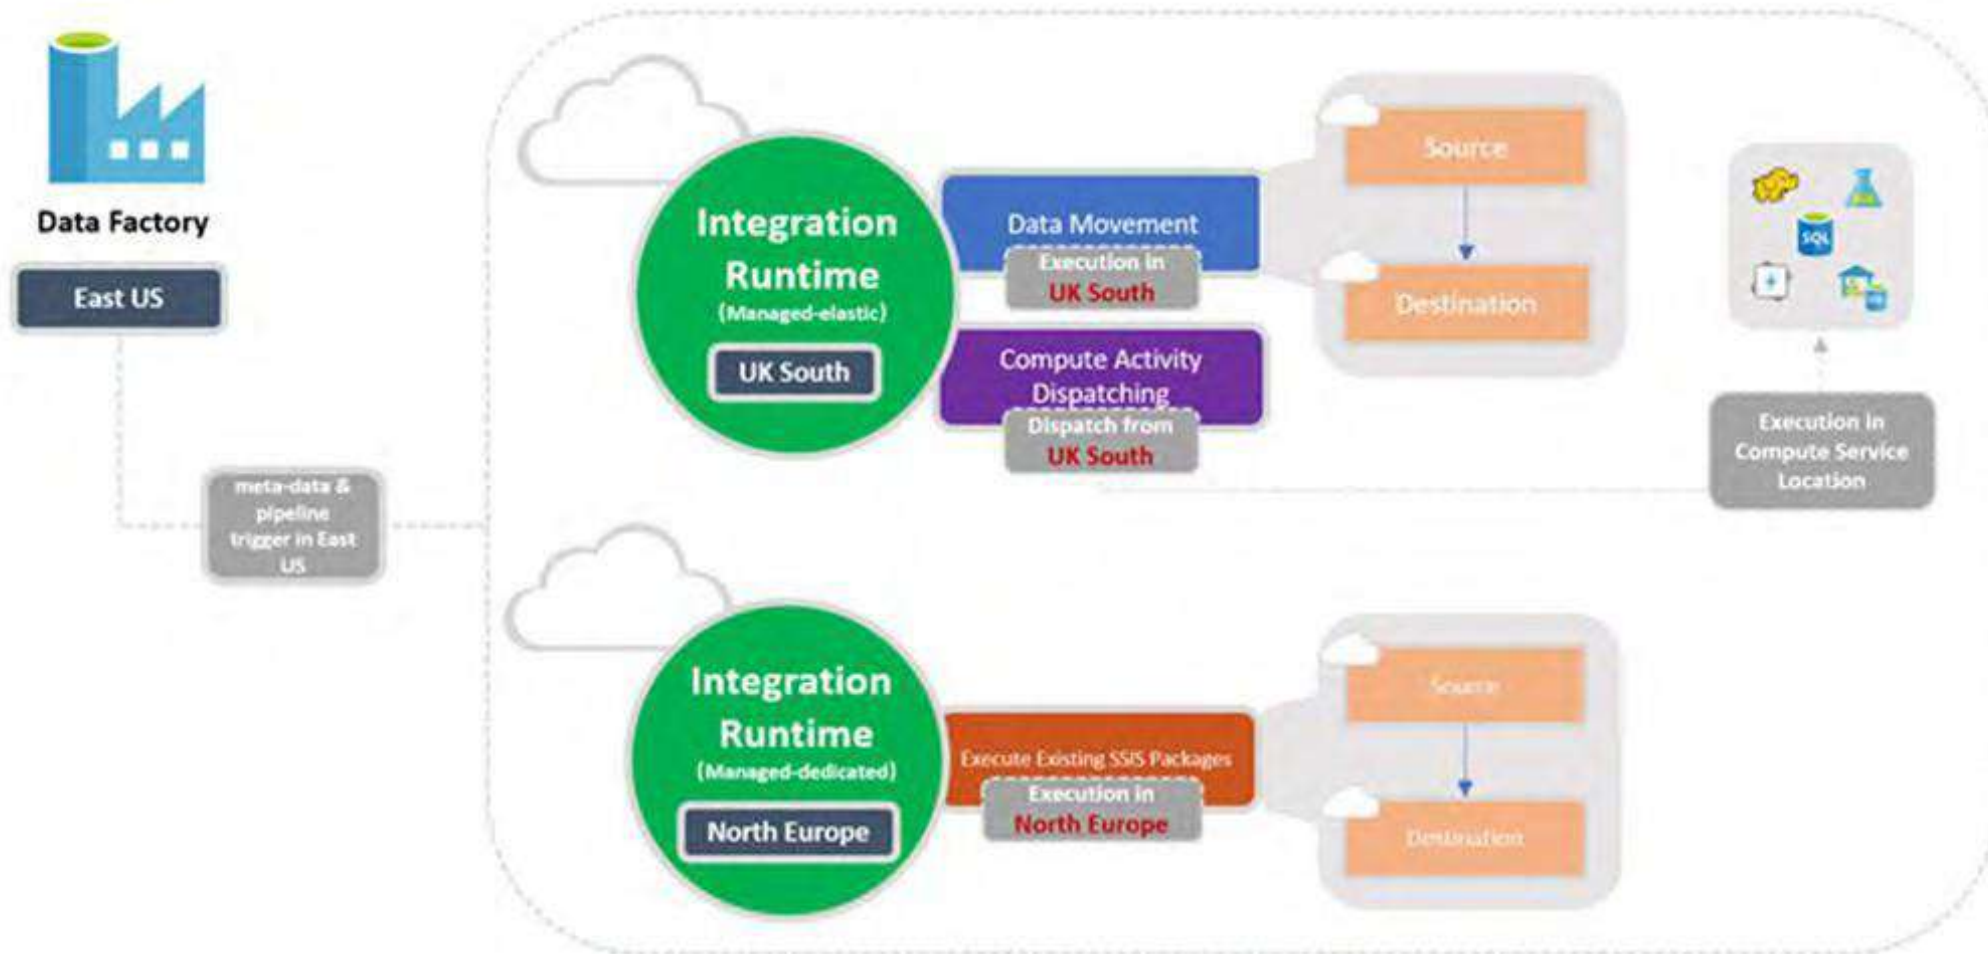 Data Factory
East US
meta-data &
pipeline
trigger in East
US
Integration
Runtime
(Managed-elastic)
UK South
Data Movement
Execution in
UK South
Compute Activity
Dispatching
Dispatch from
UK South
Source
Destination
SQL
Execution in
Compute Service
Location
Integration
Runtime
(Managed-dedicated)
North Europe
Execute Existing SSIS Packages
Execution in
North Europe
Source
Destination